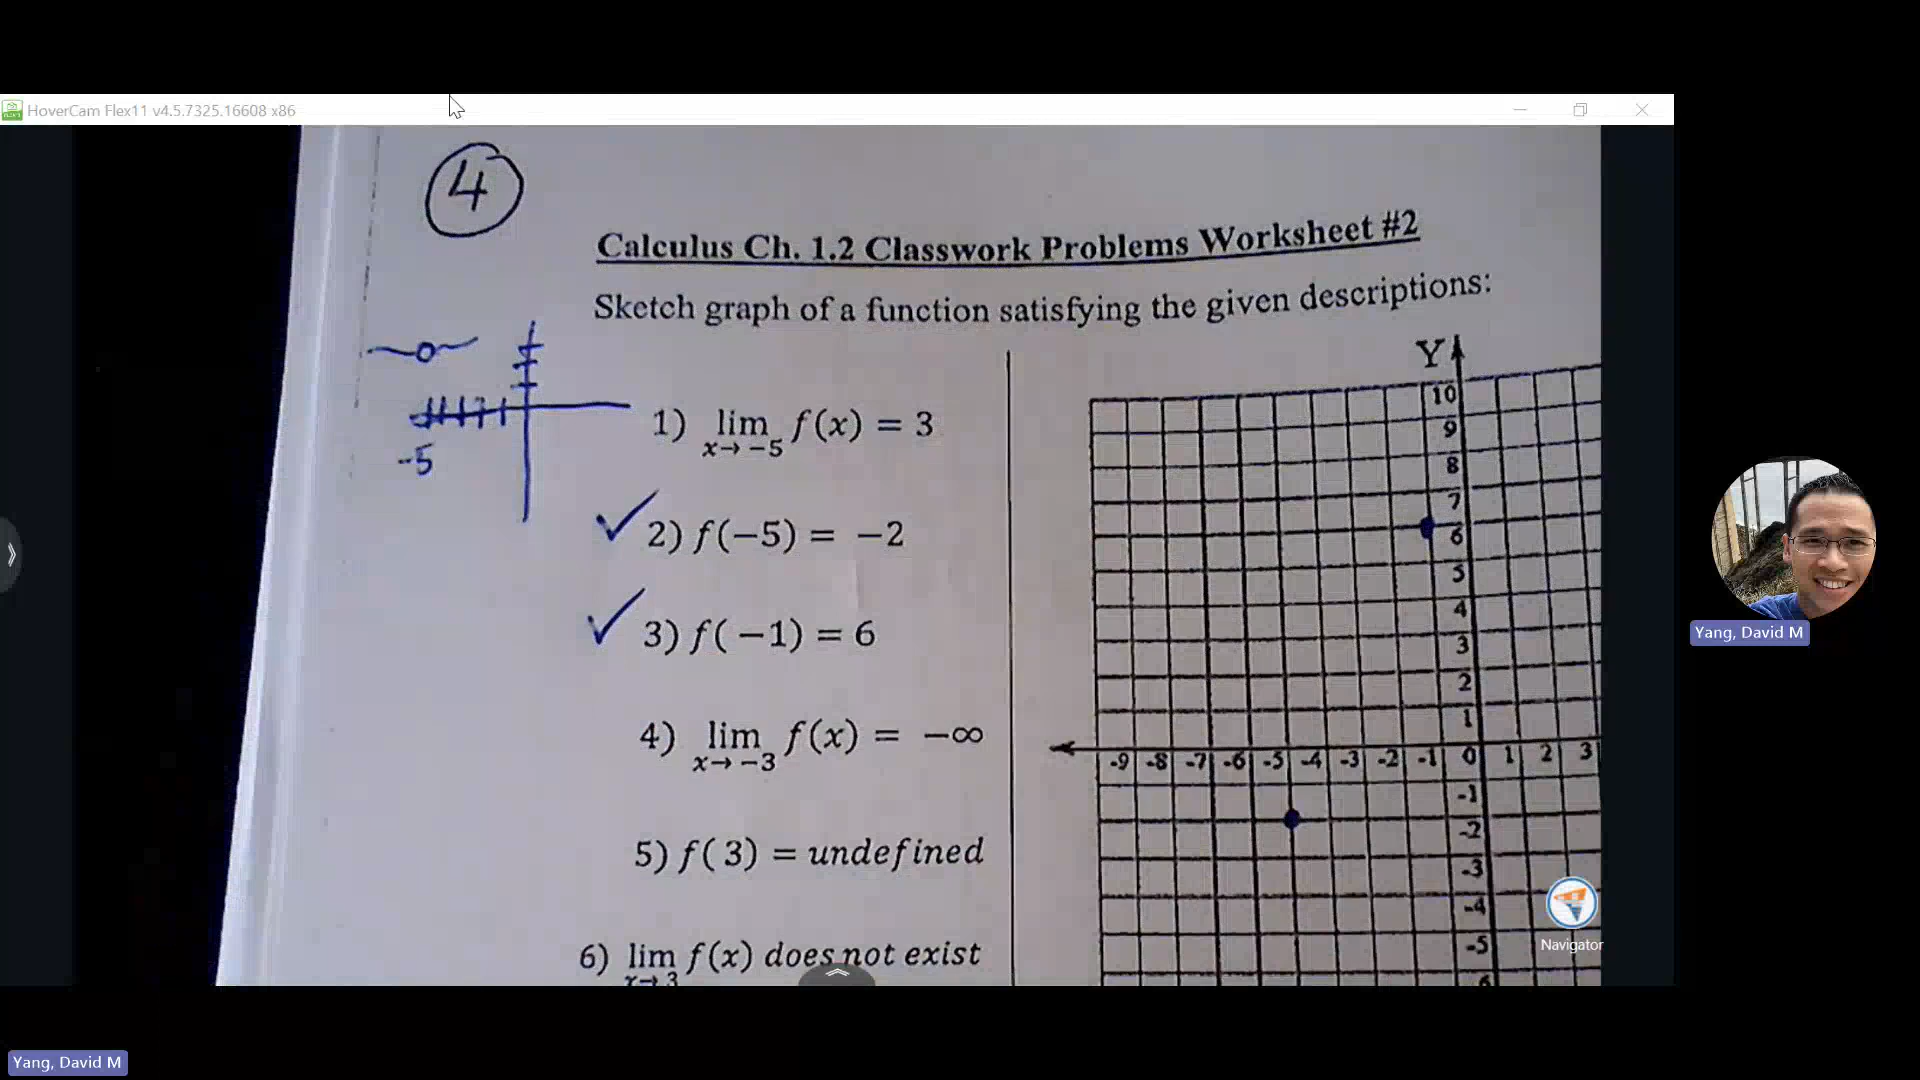 HoverCam Flex11 v4.5.7325.16608 x86
4
Calculus Ch. 1.2 Classwork Problems Worksheet #2
Sketch graph of a function satisfying the given descriptions:
-5
1) lim x→ −5 f(x) = 3
✓ 2) f(−5) = −2
✓ 3) f(−1) = 6
4) lim x→ −3 f(x) = −∞
5) f(3) = undefined
6) lim x→ 3 f(x) does not exist
Y
10
9
8
7
6
5
4
3
2
1
-9 -8 -7 -6 -5 -4 -3 -2 -1 0 1 2 3
-1
-2
-3
-4
-5
6
Navigator
Yang, David M
Yang, David M